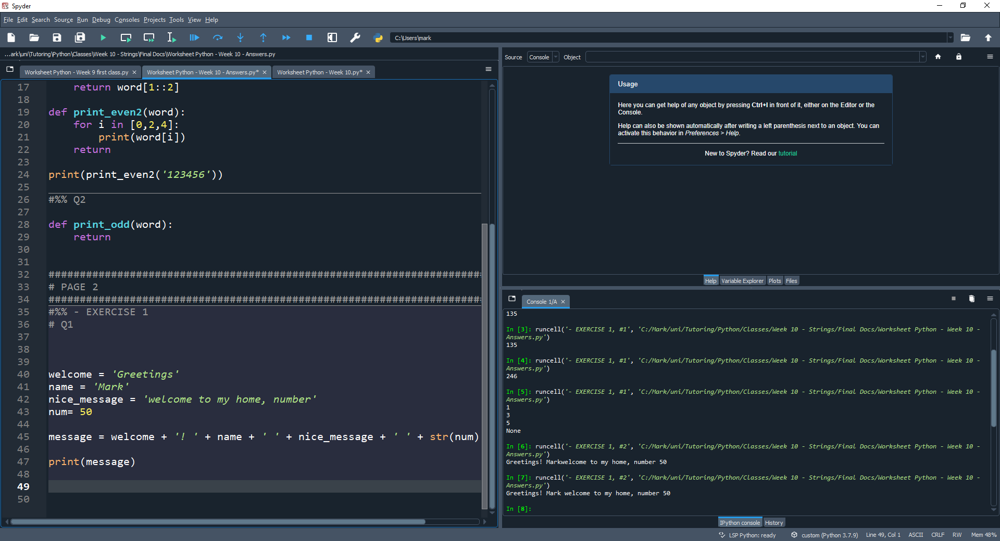 Spyder
File Edit Search Source Run Debug Consoles Projects Tools View Help
C:\Users\mark
...ark\uni\Tutoring\Python\Classes\Week 10 - Strings\Final Docs\Worksheet Python - Week 10 - Answers.py
Worksheet Python - Week 9 first class.py Worksheet Python - Week 10 - Answers.py* Worksheet Python - Week 10.py*
17     return word[1::2]
18
19 def print_even2(word):
20     for i in [0,2,4]:
21         print(word[i])
22     return
23
24 print(print_even2('123456'))
25
26 #%% Q2
27
28 def print_odd(word):
29     return
30
31
32 ######################################################################
33 # PAGE 2
34 ######################################################################
35 #%% - EXERCISE 1
36 # Q1
37
38
39
40 welcome = 'Greetings'
41 name = 'Mark'
42 nice_message = 'welcome to my home, number'
43 num= 50
44
45 message = welcome + '! ' + name + ' ' + nice_message + ' ' + str(num)
46
47 print(message)
48
49
50
Source Console Object
Usage
Here you can get help of any object by pressing Ctrl+I in front of it, either on the Editor or the
Console.
Help can also be shown automatically after writing a left parenthesis next to an object. You can
activate this behavior in Preferences > Help.
New to Spyder? Read our tutorial
Help Variable Explorer Plots Files
Console 1/A
135
In [3]: runcell('- EXERCISE 1, #1', 'C:/Mark/uni/Tutoring/Python/Classes/Week 10 - Strings/Final Docs/Worksheet Python - Week 10 -
Answers.py')
135
In [4]: runcell('- EXERCISE 1, #1', 'C:/Mark/uni/Tutoring/Python/Classes/Week 10 - Strings/Final Docs/Worksheet Python - Week 10 -
Answers.py')
246
In [5]: runcell('- EXERCISE 1, #1', 'C:/Mark/uni/Tutoring/Python/Classes/Week 10 - Strings/Final Docs/Worksheet Python - Week 10 -
Answers.py')
1
3
5
None
In [6]: runcell('- EXERCISE 1, #2', 'C:/Mark/uni/Tutoring/Python/Classes/Week 10 - Strings/Final Docs/Worksheet Python - Week 10 -
Answers.py')
Greetings! Markwelcome to my home, number 50
In [7]: runcell('- EXERCISE 1, #2', 'C:/Mark/uni/Tutoring/Python/Classes/Week 10 - Strings/Final Docs/Worksheet Python - Week 10 -
Answers.py')
Greetings! Mark welcome to my home, number 50
In [8]:
IPython console History
LSP Python: ready custom (Python 3.7.9) Line 49, Col 1 ASCII CRLF RW Mem 48%